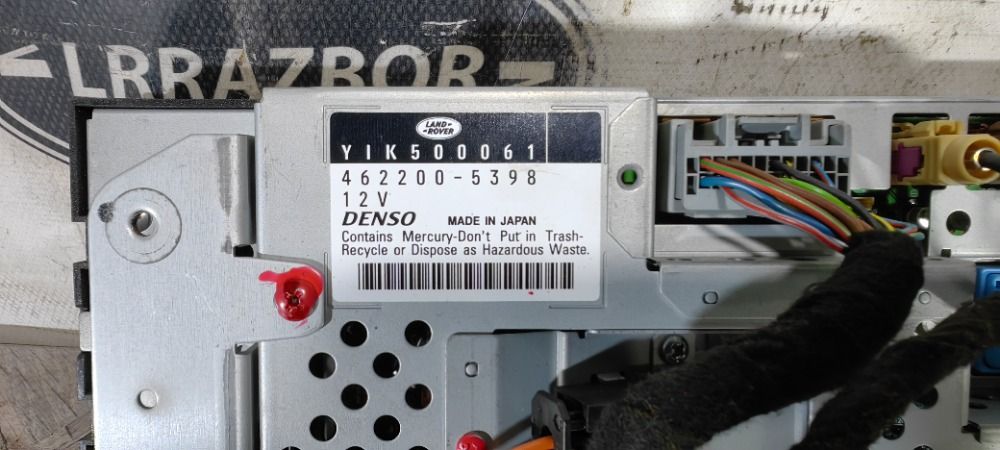 LRRAZBOR
LAND-
-ROVER
YIK500061
462200-5398
12V
DENSO MADE IN JAPAN
Contains Mercury-Don't Put in Trash-
Recycle or Dispose as Hazardous Waste.